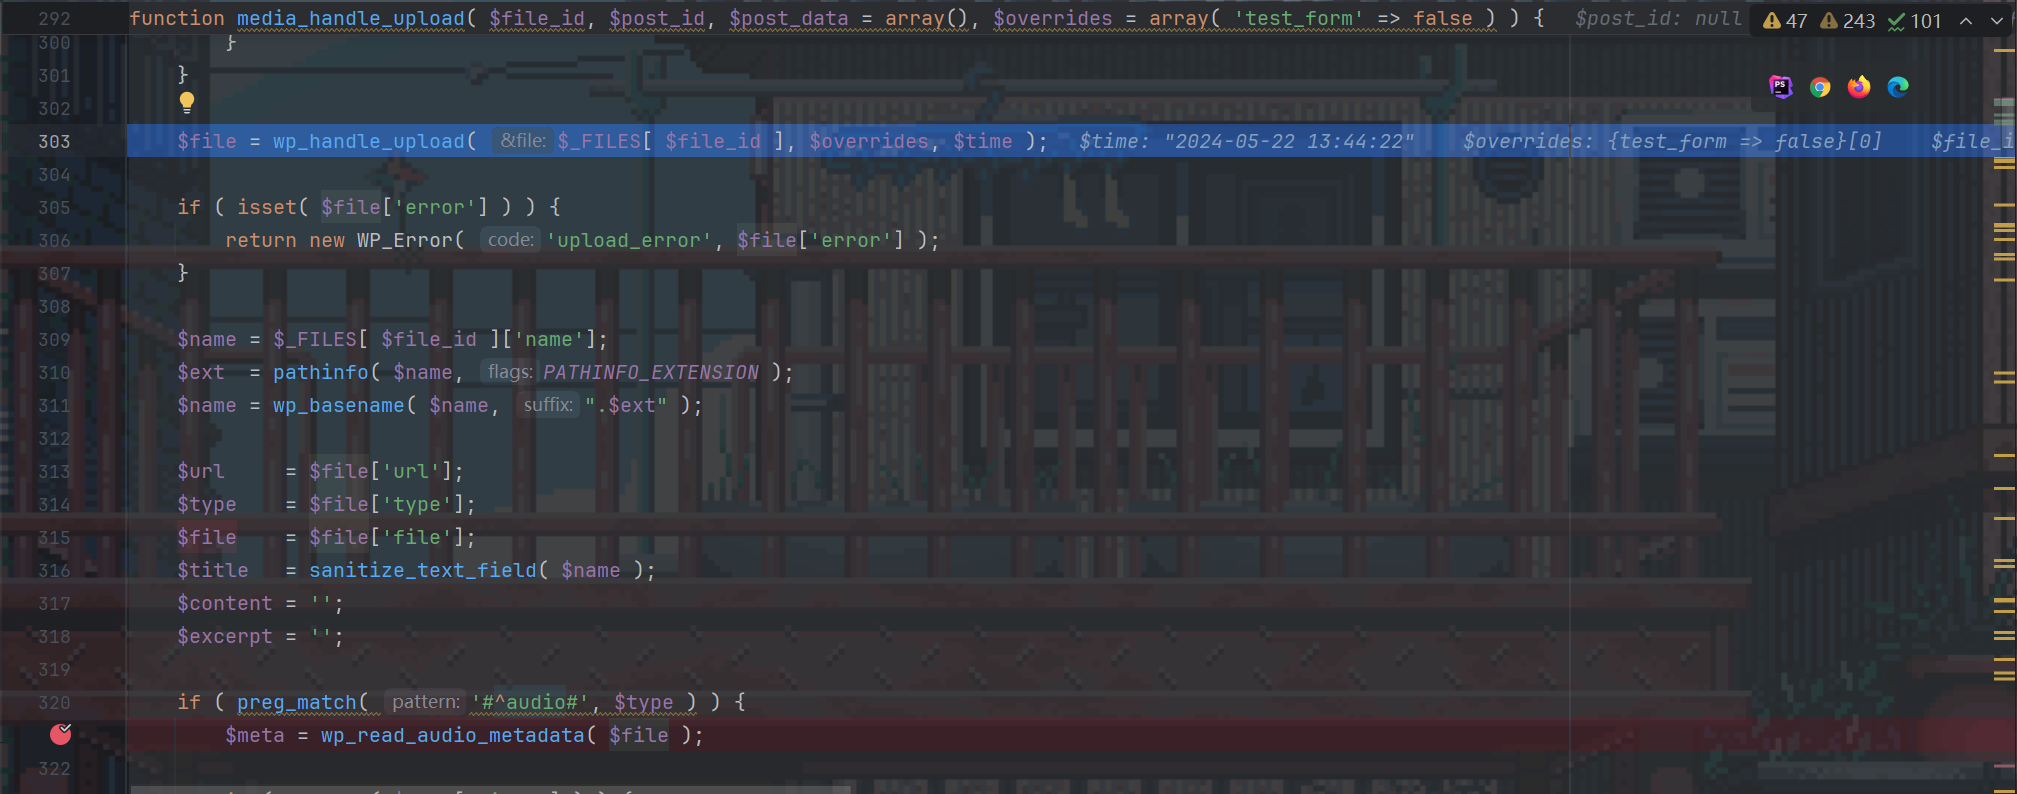 292 function media_handle_upload( $file_id, $post_id, $post_data = array(), $overrides = array( 'test_form' => false ) ) { $post_id: null 47 243 101
300 }
301 }
302
303 $file = wp_handle_upload( &file: $_FILES[ $file_id ], $overrides, $time ); $time: "2024-05-22 13:44:22" $overrides: {test_form => false}[0] $file_i
304
305 if ( isset( $file['error'] ) ) {
306 return new WP_Error( code: 'upload_error', $file['error'] );
307 }
308
309 $name = $_FILES[ $file_id ]['name'];
310 $ext = pathinfo( $name, flags: PATHINFO_EXTENSION );
311 $name = wp_basename( $name, suffix: ".$ext" );
312
313 $url = $file['url'];
314 $type = $file['type'];
315 $file = $file['file'];
316 $title = sanitize_text_field( $name );
317 $content = '';
318 $excerpt = '';
319
320 if ( preg_match( pattern: '#^audio#', $type ) ) {
$meta = wp_read_audio_metadata( $file );
322